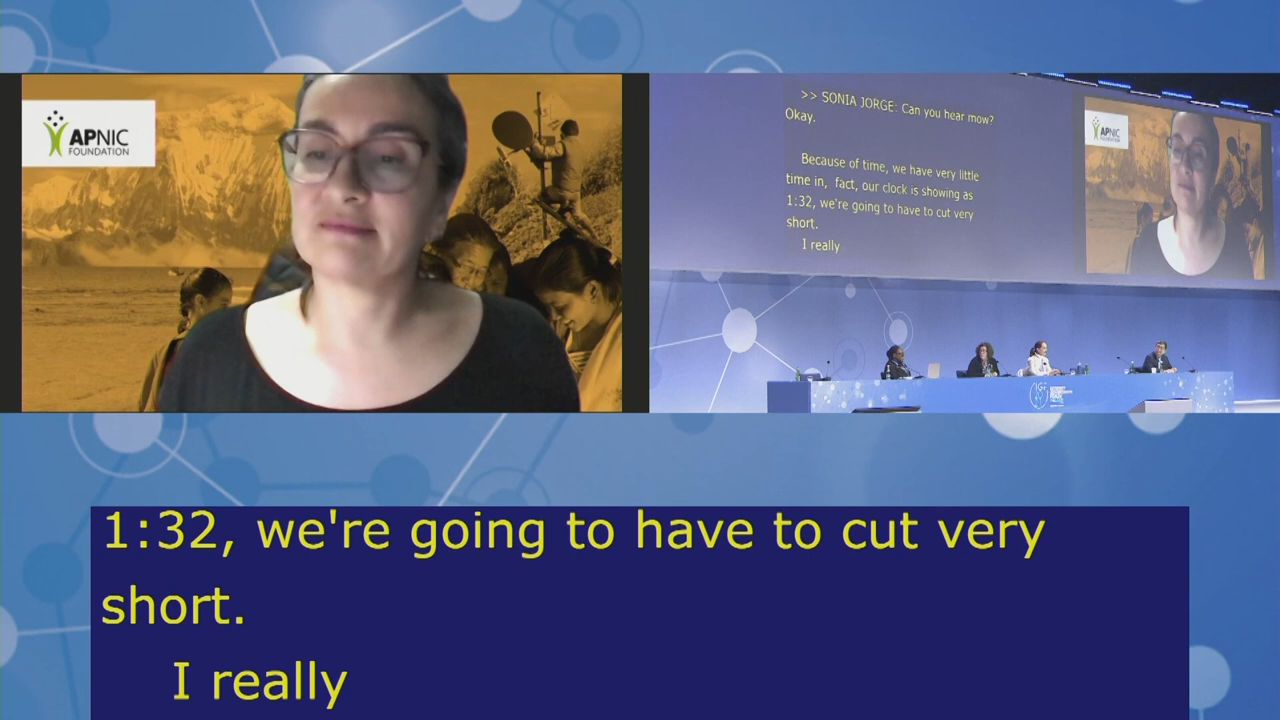 APNIC
FOUNDATION
>> SONIA JORGE: Can you hear mow?
Okay.
Because of time, we have very little
time in, fact, our clock is showing as
1:32, we're going to have to cut very
short.
I really
APNIC
1:32, we're going to have to cut very
short.
I really